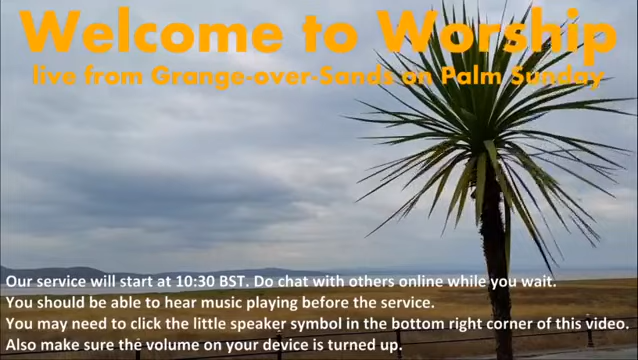 Welcome to Worship
live from Grange-over-Sands on Palm Sunday
Our service will start at 10:30 BST. Do chat with others online while you wait.
You should be able to hear music playing before the service.
You may need to click the little speaker symbol in the bottom right corner of this video.
Also make sure the volume on your device is turned up.